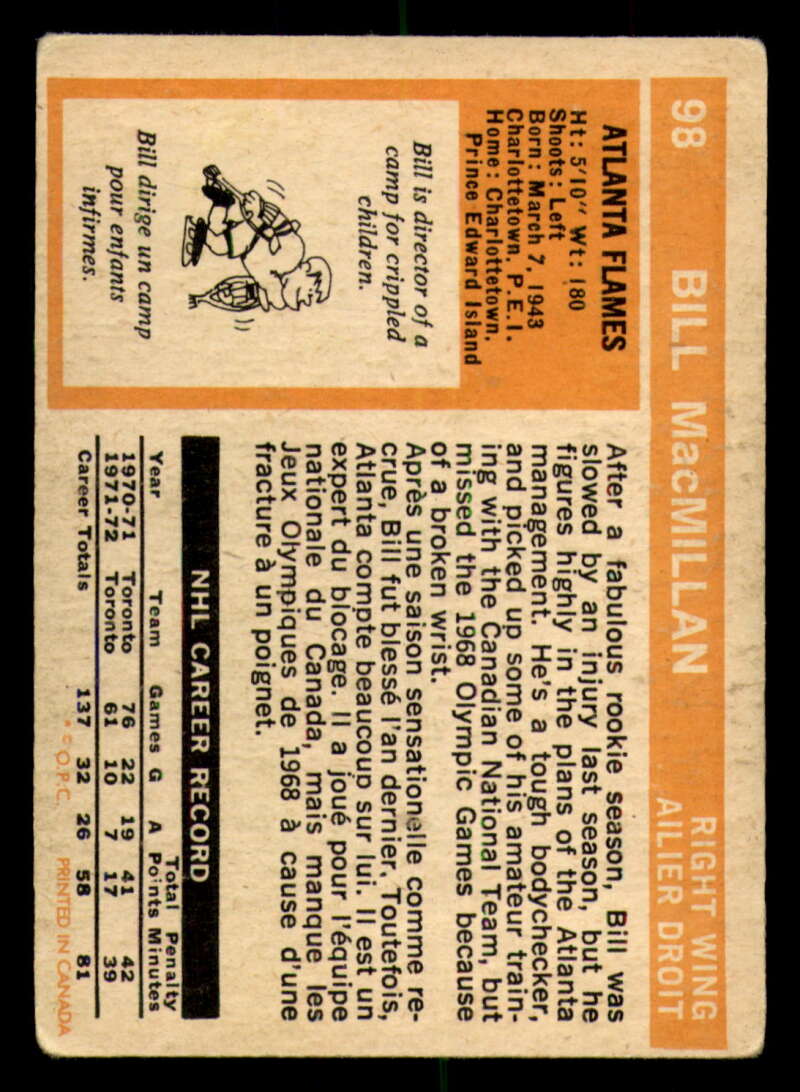 98 BILL MacMILLAN RIGHT WING
AILIER DROIT
ATLANTA FLAMES
Ht: 5'10" Wt: 180
Shoots: Left
Born: March 7, 1943
Charlottetown, P.E.I.
Home: Charlottetown,
Prince Edward Island
Bill is director of a
camp for crippled
children.
Bill dirige un camp
pour enfants
infirmes.
After a fabulous rookie season, Bill was
slowed by an injury last season, but he
figures highly in the plans of the Atlanta
management. He's a tough bodychecker,
and picked up some of his amateur train-
ing with the Canadian National Team, but
missed the 1968 Olympic Games because
of a broken wrist.
Après une saison sensationelle comme re-
crue, Bill fut blessé l'an dernier. Toutefois,
Atlanta compte beaucoup sur lui. Il est un
expert du blocage. Il a joué pour l'équipe
nationale du Canada, mais manque les
Jeux Olympiques de 1968 à cause d'une
fracture à un poignet.
NHL CAREER RECORD
Total Penalty
Year Team Games G A Points Minutes
1970-71 Toronto 76 22 19 41 42
1971-72 Toronto 61 10 7 17 39
Career Totals 137 32 26 58 81
* © O.P.C. PRINTED IN CANADA